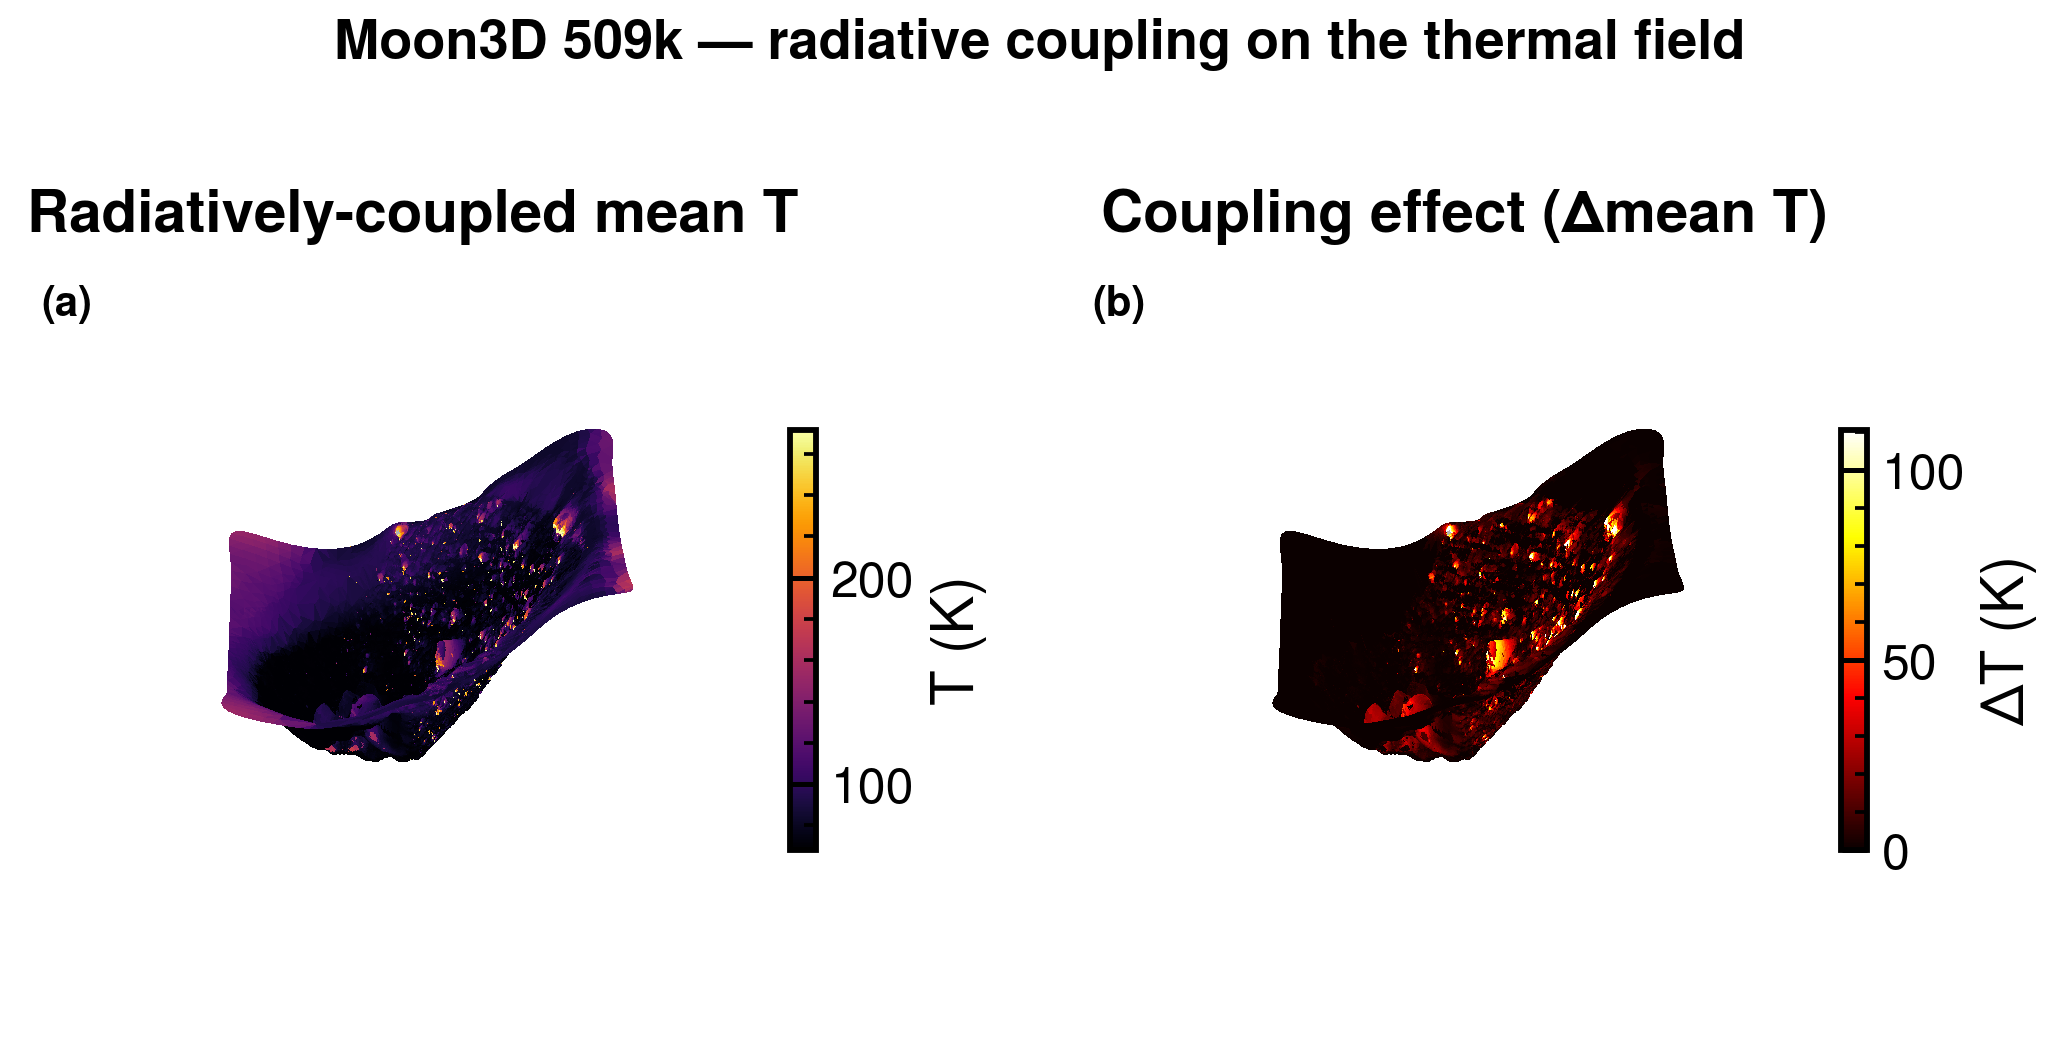 Moon3D 509k — radiative coupling on the thermal field
Radiatively-coupled mean T
Coupling effect (Δmean T)
(a)
(b)
200
100
T (K)
100
50
0
ΔT (K)